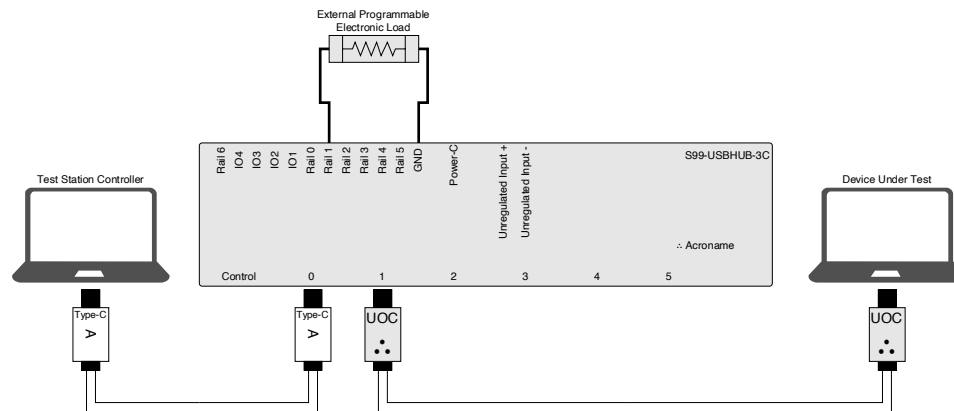 External Programmable
Electronic Load
Rail 6
IO4
IO3
IO2
IO1
Rail 0
Rail 1
Rail 2
Rail 3
Rail 4
Rail 5
GND
Power-C
Unregulated Input +
Unregulated Input -
S99-USBHUB-3C
Test Station Controller
Device Under Test
Acroname
Control 0 1 2 3 4 5
Type-C
A
Type-C
A
UOC
UOC